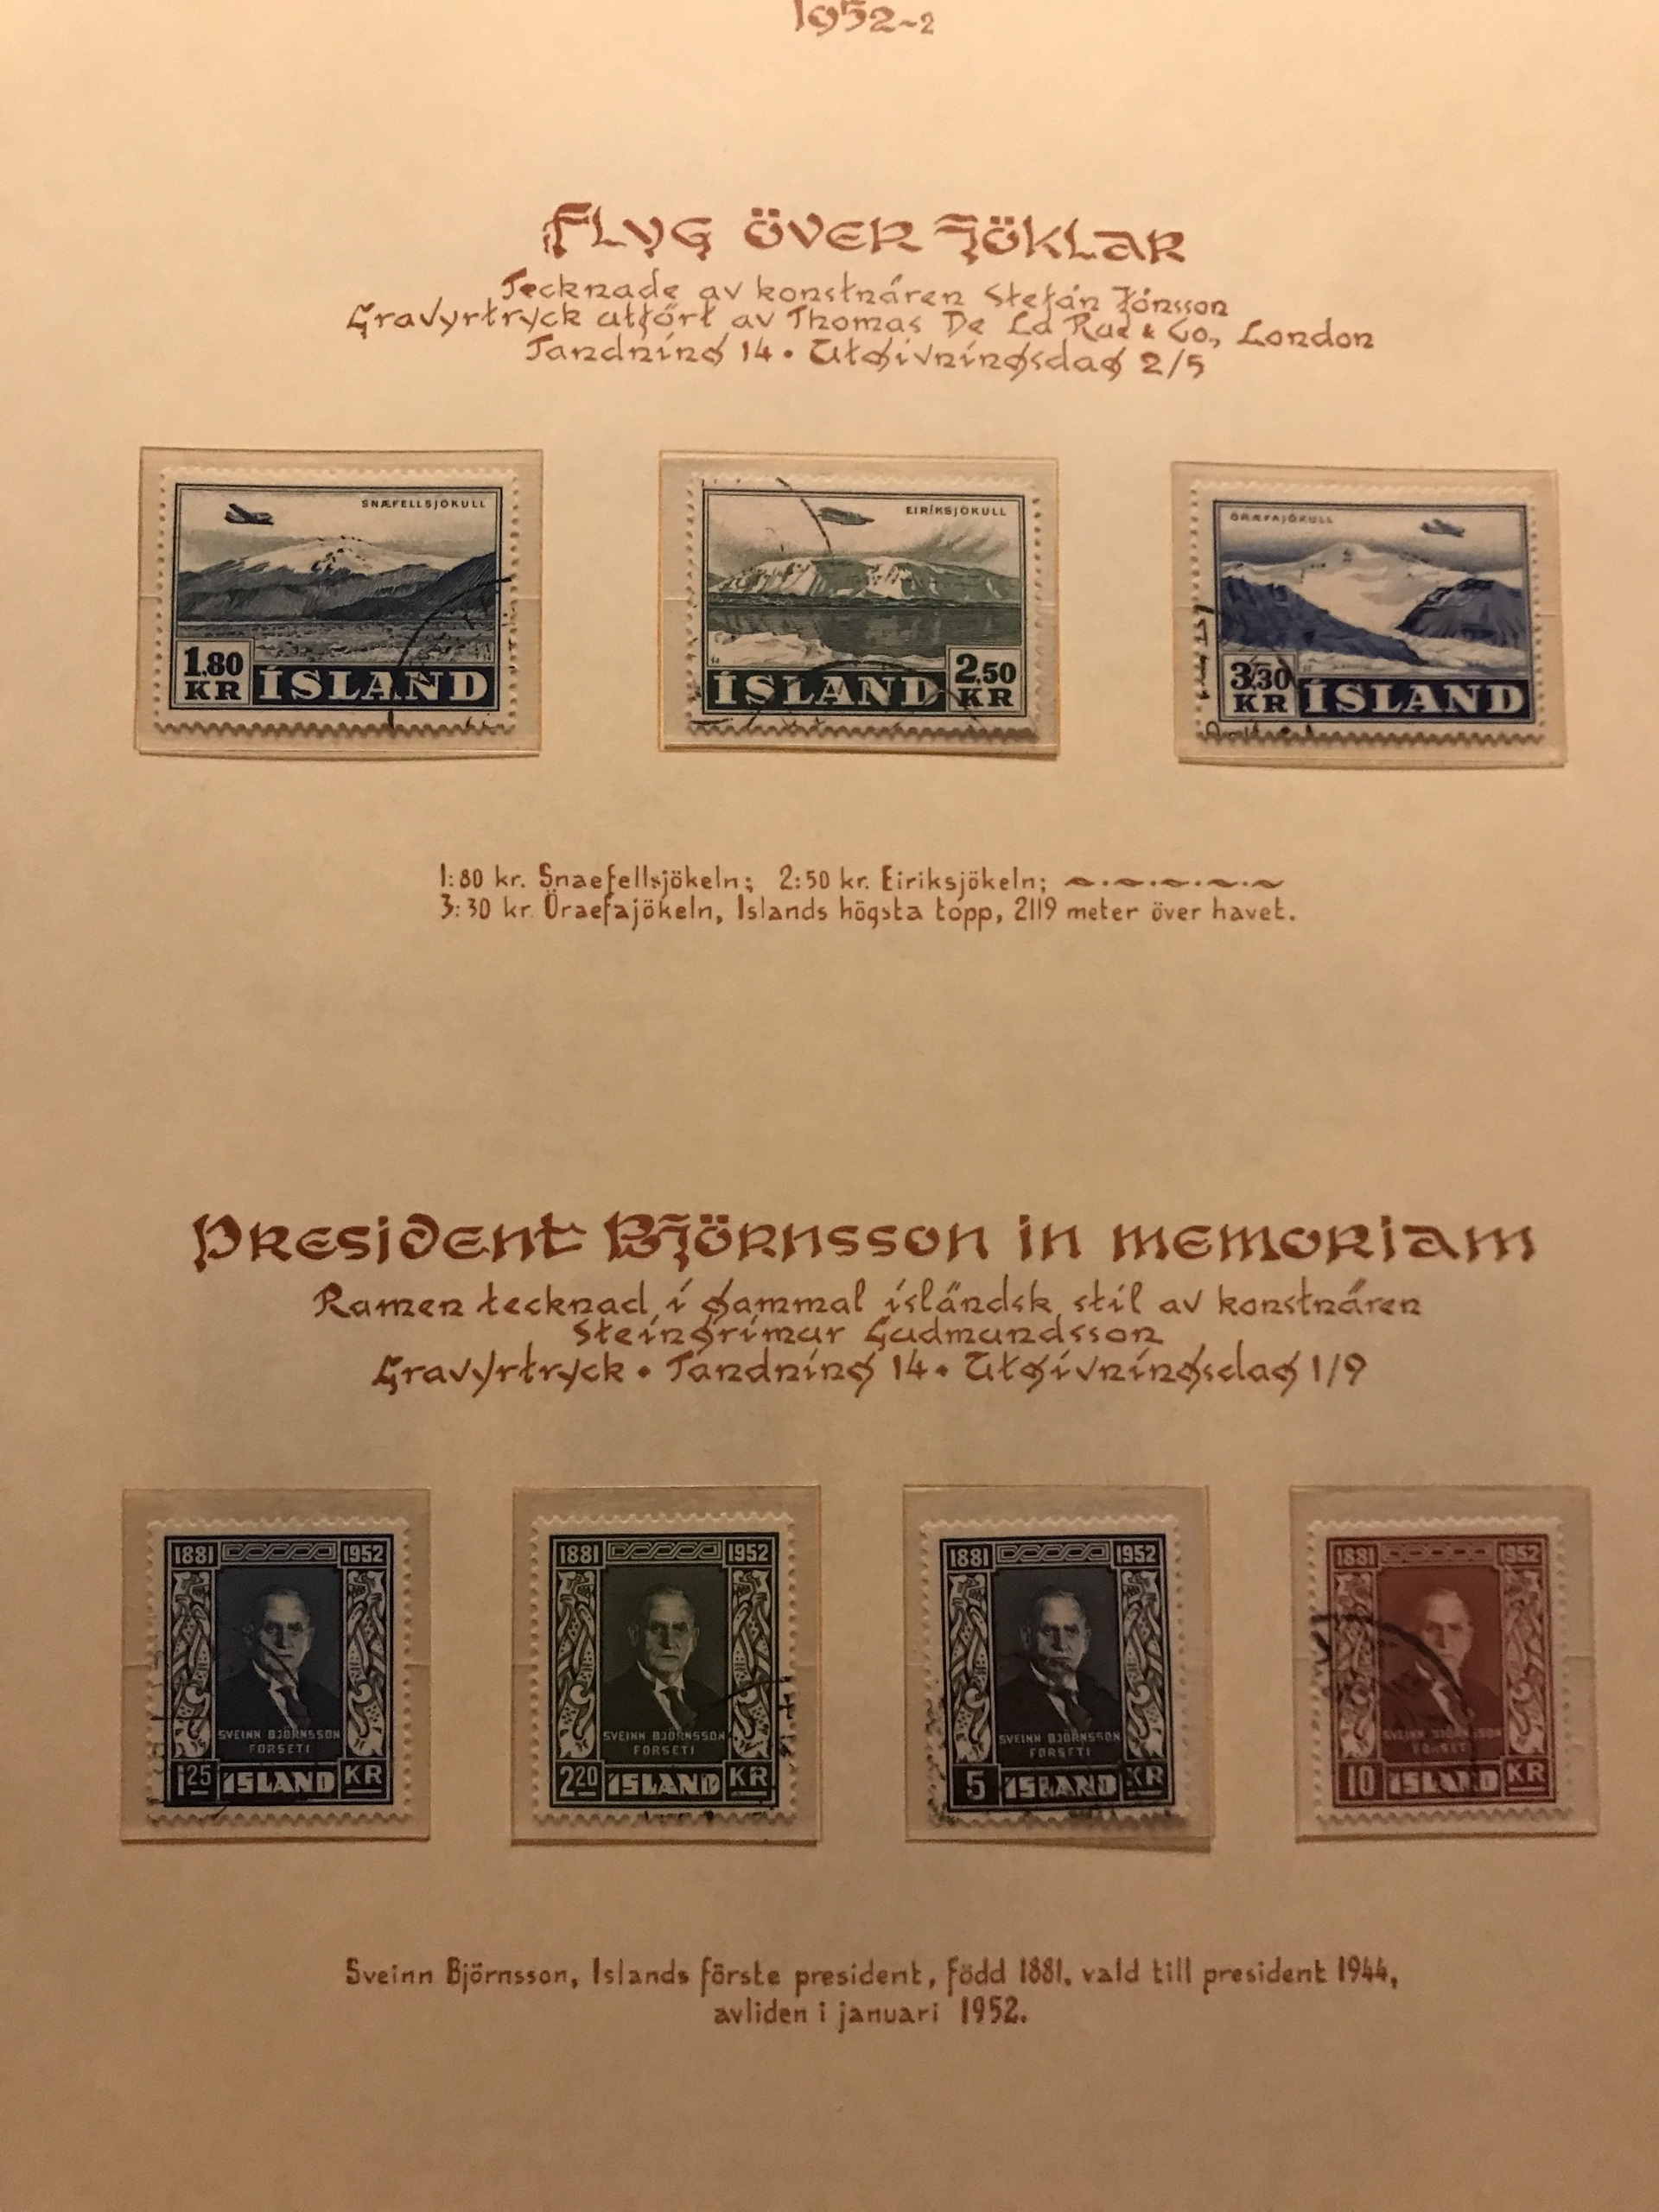 1952-2
Flyg över Jöklar
Tecknade av konstnären Stefán Jónsson
Gravyrtryck utfört av Thomas De La Rue & Co., London
Tandning 14 • Utgivningsdag 2/5
SNÆFELLSJÖKULL
1.80
KR ÍSLAND
EIRÍKSJÖKULL
2.50
ÍSLAND KR
ÖRÆFAJÖKULL
3.30
KR ÍSLAND
1:80 kr. Snaefellsjökeln; 2:50 kr. Eiriksjökeln;
3:30 kr. Öraefajökeln, Islands högsta topp, 2119 meter över havet.
President Björnsson in memoriam
Ramen tecknad i gammal isländsk stil av konstnären
Steingrimur Gudmundsson
Gravyrtryck • Tandning 14 • Utgivningsdag 1/9
1881 1952
SVEINN BJÖRNSSON
FORSETI
1 25 ÍSLAND KR
1881 1952
SVEINN BJÖRNSSON
FORSETI
2 20 ÍSLAND KR
1881 1952
SVEINN BJÖRNSSON
FORSETI
5 ÍSLAND KR
1881 1952
SVEINN BJÖRNSSON
FORSETI
10 ÍSLAND KR
Sveinn Björnsson, Islands förste president, född 1881, vald till president 1944,
avliden i januari 1952.